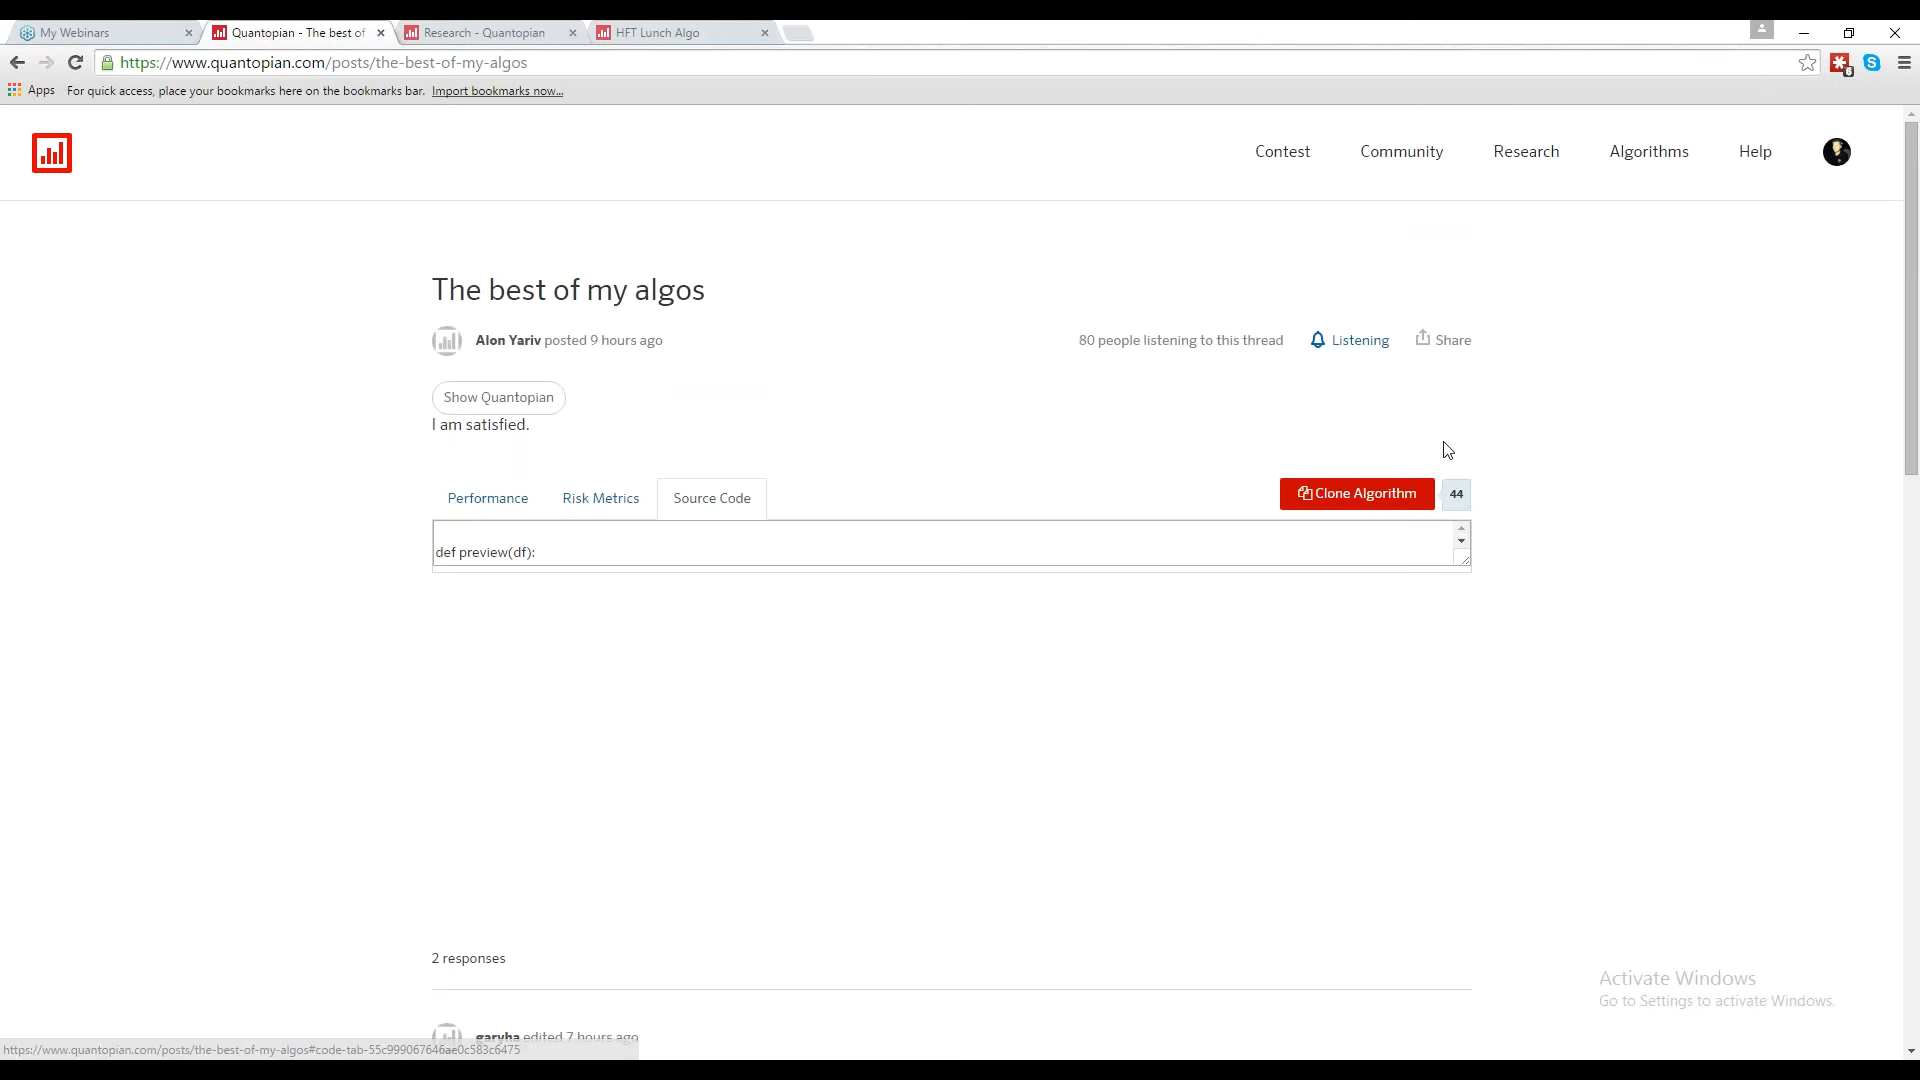 My Webinars
Quantopian - The best of
Research - Quantopian
HFT Lunch Algo
https://www.quantopian.com/posts/the-best-of-my-algos
6
S
Apps For quick access, place your bookmarks here on the bookmarks bar. Import bookmarks now...
Contest Community Research Algorithms Help
The best of my algos
Alon Yariv posted 9 hours ago
80 people listening to this thread Listening Share
Show Quantopian
I am satisfied.
Performance Risk Metrics Source Code
Clone Algorithm 44
def preview(df):
2 responses
Activate Windows
Go to Settings to activate Windows.
garyha edited 7 hours ago
https://www.quantopian.com/posts/the-best-of-my-algos#code-tab-55c999067646ae0c583c6475